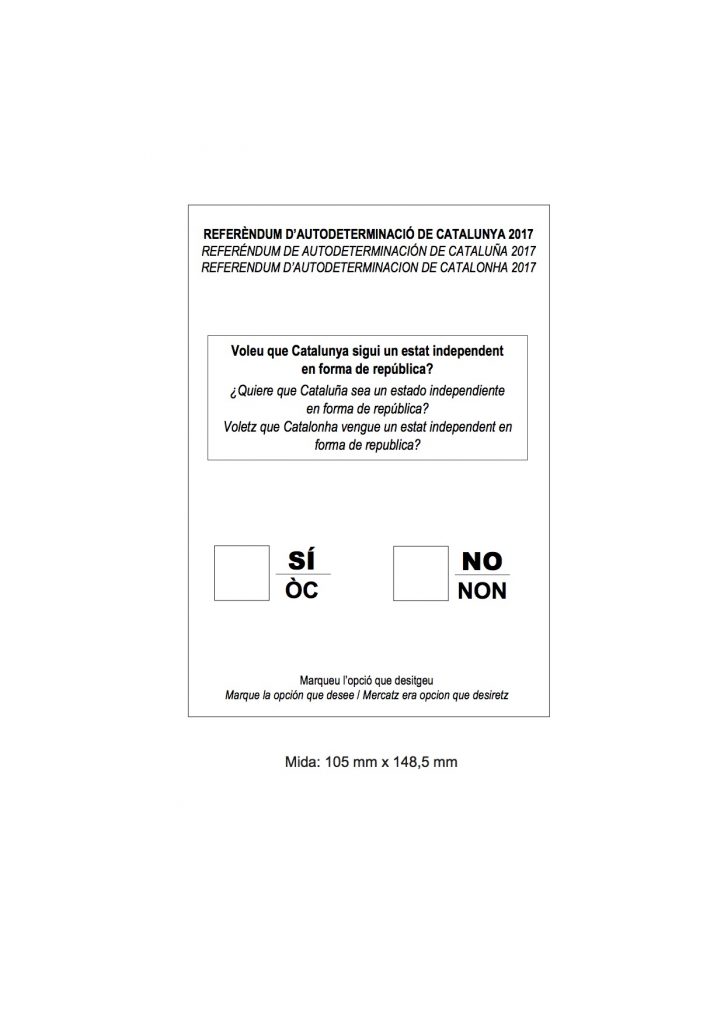 REFERÈNDUM D'AUTODETERMINACIÓ DE CATALUNYA 2017
REFERÉNDUM DE AUTODETERMINACIÓN DE CATALUÑA 2017
REFERENDUM D'AUTODETERMINACION DE CATALONHA 2017
Voleu que Catalunya sigui un estat independent
en forma de república?
¿Quiere que Cataluña sea un estado independiente
en forma de república?
Voletz que Catalonha vengue un estat independent en
forma de republica?
SÍ
ÒC
NO
NON
Marqueu l'opció que desitgeu
Marque la opción que desee / Mercatz era opcion que desiretz
Mida: 105 mm x 148,5 mm